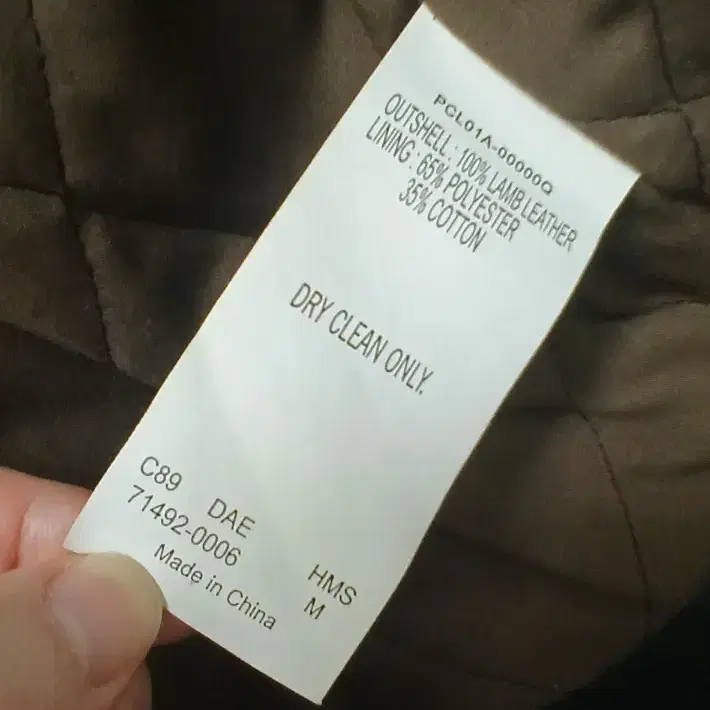 PCL01A-00000Q
OUTSHELL : 100% LAMB LEATHER
LINING : 65% POLYESTER
35% COTTON
DRY CLEAN ONLY.
C89 DAE HMS
71492-0006 M
Made in China